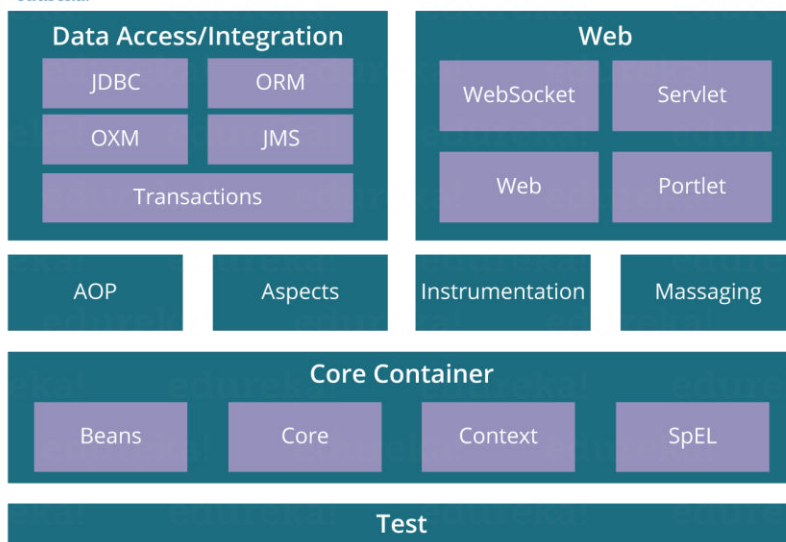 Data Access/Integration
JDBC
ORM
OXM
JMS
Transactions
Web
WebSocket
Servlet
Web
Portlet
AOP
Aspects
Instrumentation
Massaging
Core Container
Beans
Core
Context
SpEL
Test